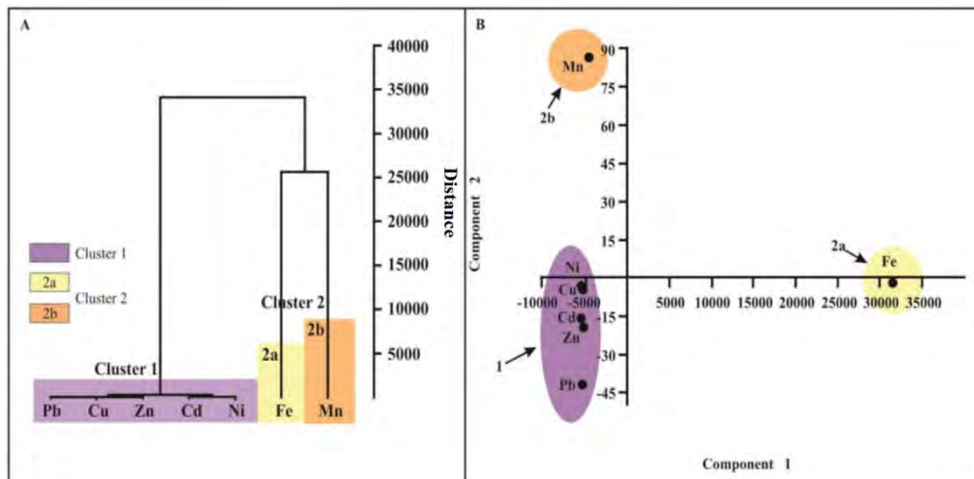 A
40000
35000
30000
25000
20000
15000
10000
5000
Distance
Cluster 1
2a
Cluster 2
2b
Cluster 2
2b
2a
Cluster 1
Pb Cu Zn Cd Ni Fe Mn
B
90
75
60
45
30
15
-15
-30
-45
Component 2
Mn
2b
2a
Fe
Ni
Cu
Cd
Zn
Pb
1
-10000 -5000 5000 10000 15000 20000 25000 30000 35000
Component 1